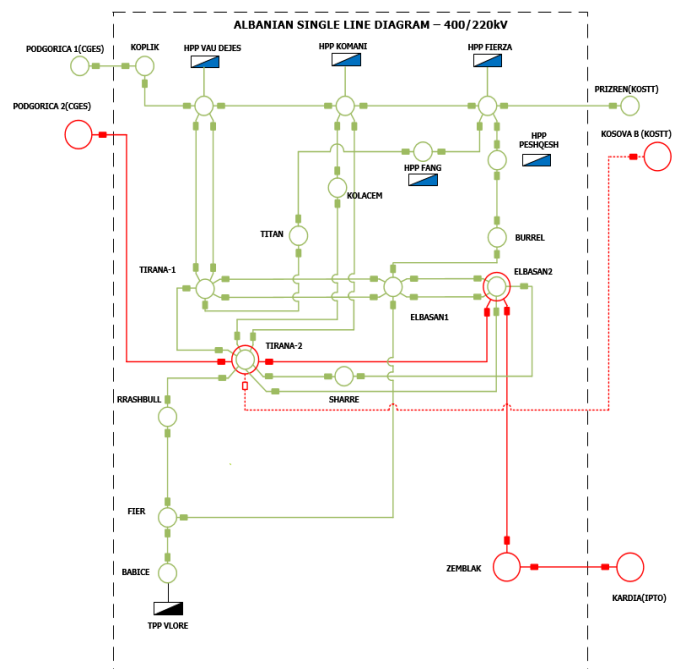 ALBANIAN SINGLE LINE DIAGRAM – 400/220kV
PODGORICA 1(CGES)
KOPLIK
HPP VAU DEJES
HPP KOMANI
HPP FIERZA
PRIZREN(KOSTT)
PODGORICA 2(CGES)
KOSOVA B (KOSTT)
HPP
PESHQESH
HPP FANG
KOLACEM
TITAN
BURREL
TIRANA-1
ELBASAN2
ELBASAN1
TIRANA-2
SHARRE
RRASHBULL
FIER
BABICE
ZEMBLAK
KARDIA(IPTO)
TPP VLORE